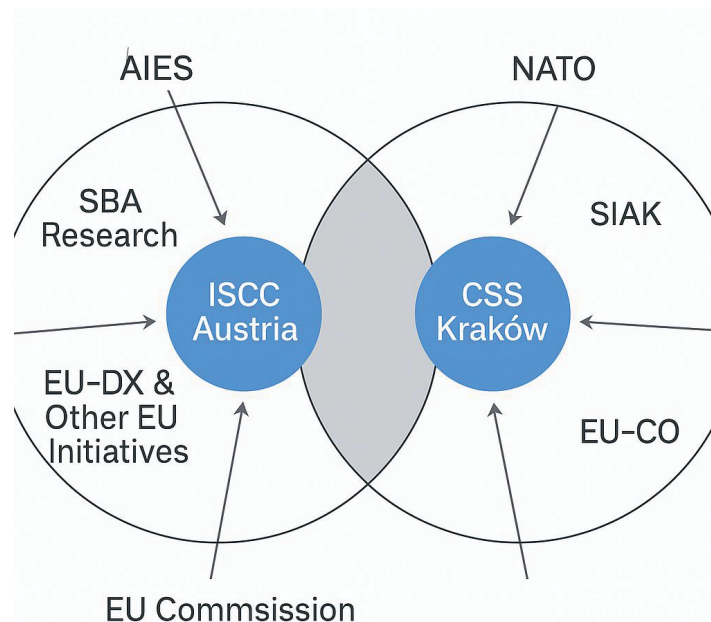 AIES
NATO
SBA
Research
SIAK
ISCC
Austria
CSS
Kraków
EU-DX &
Other EU
Initiatives
EU-CO
EU Commsission